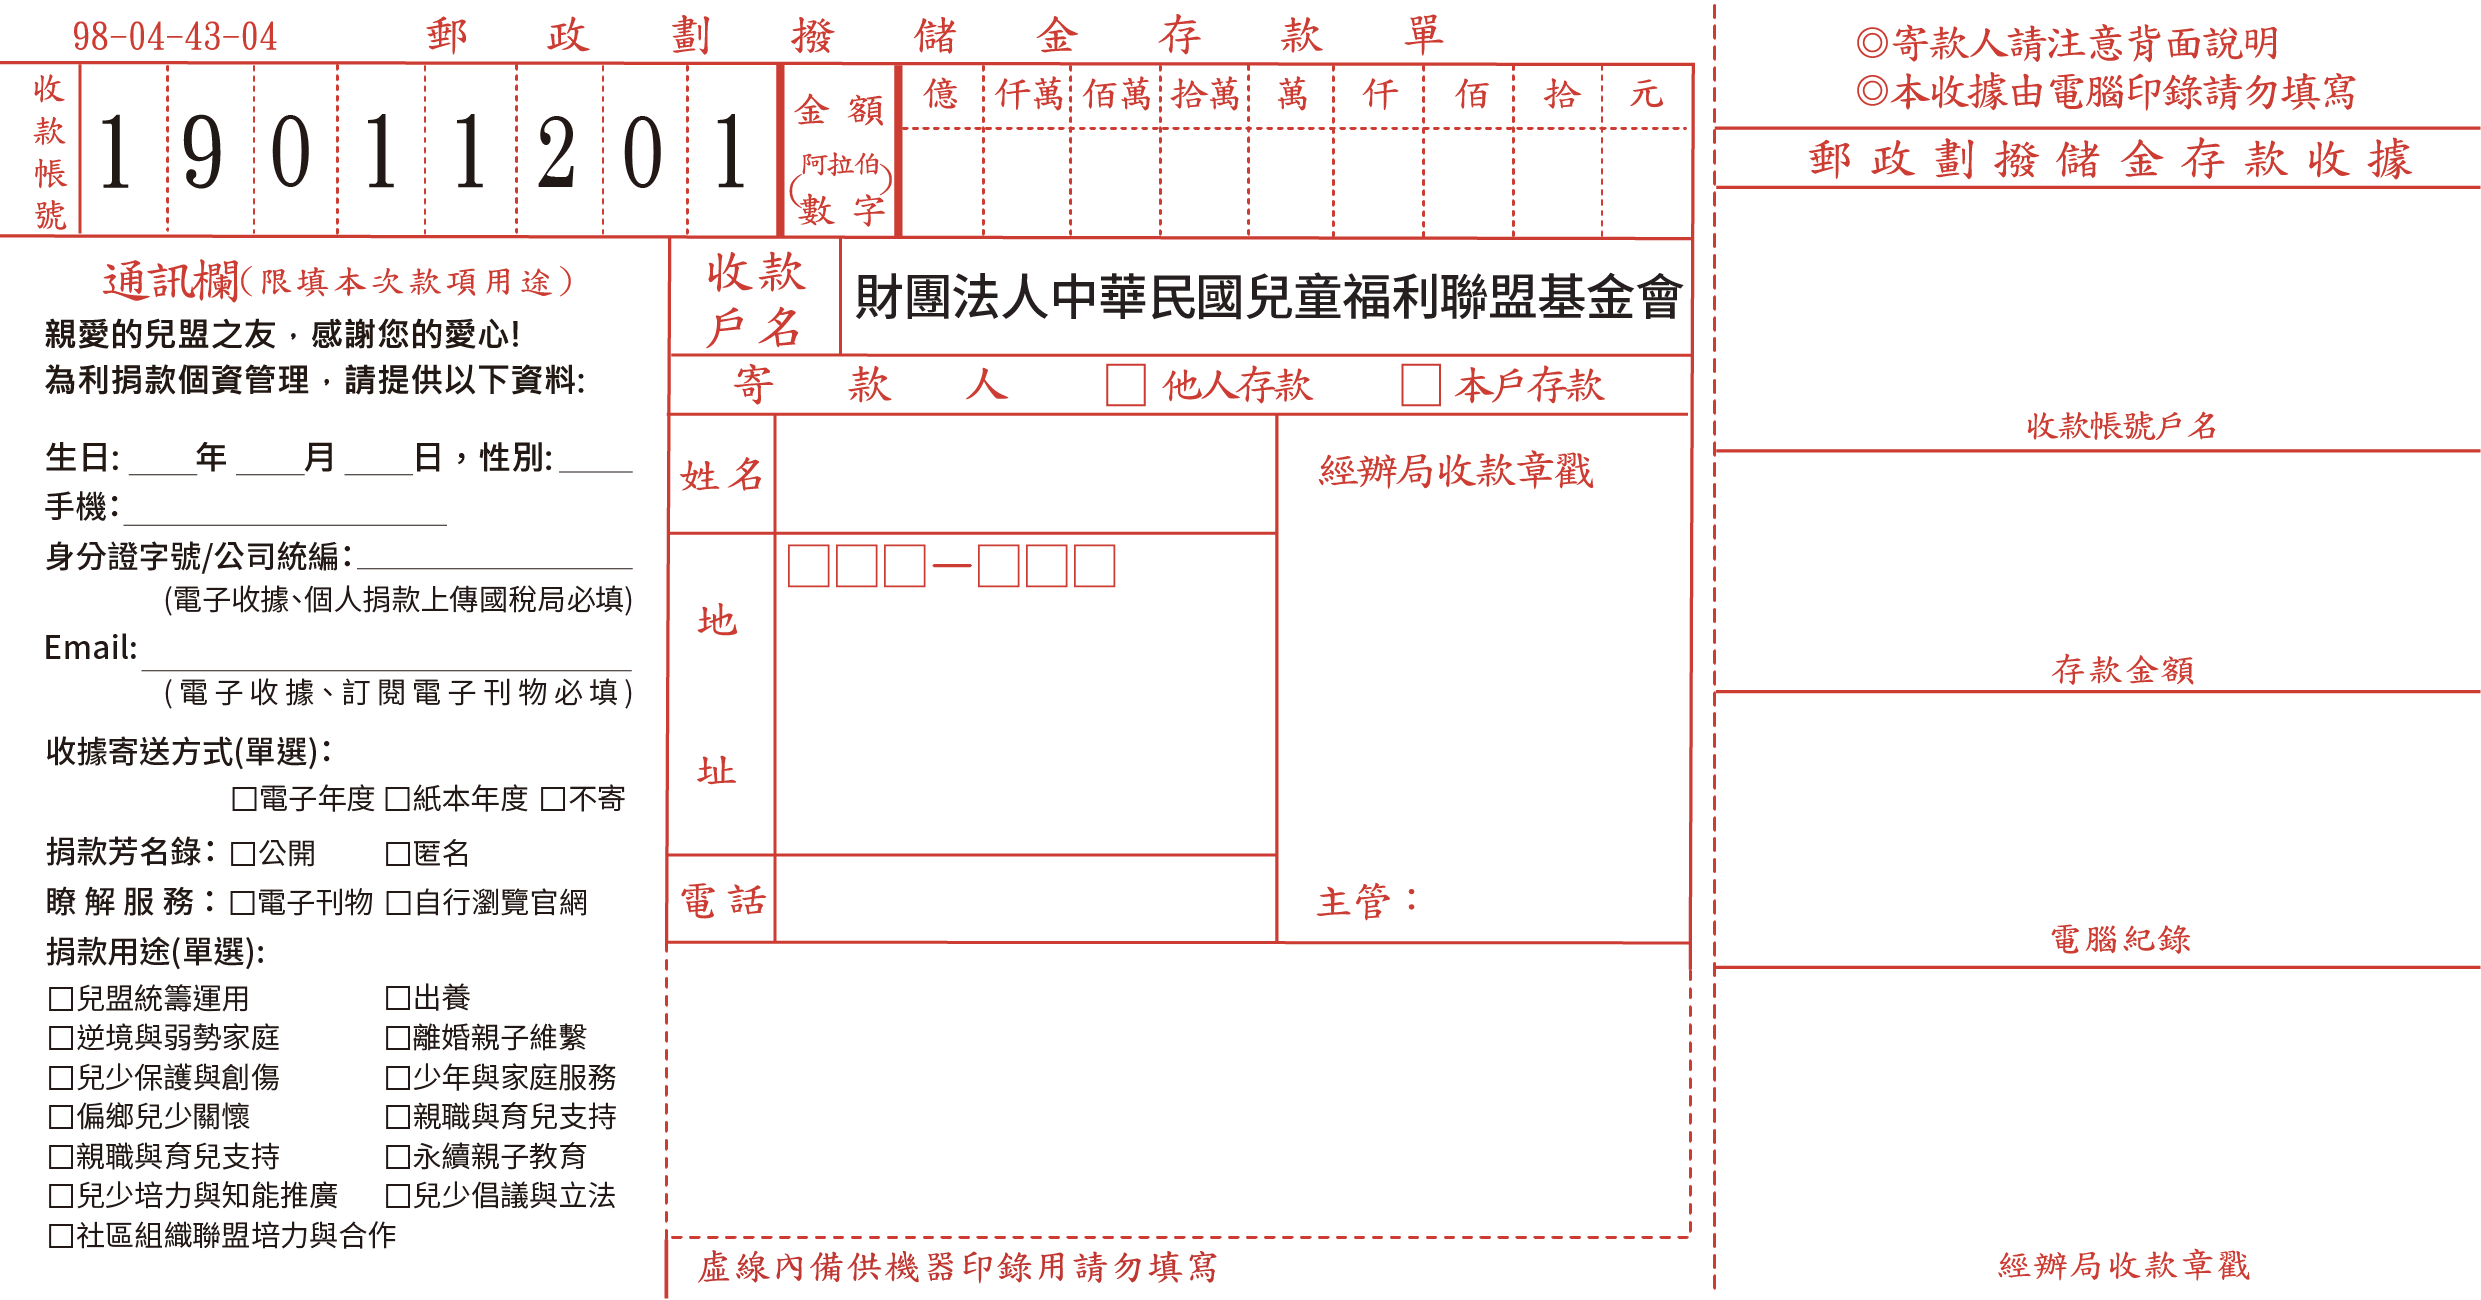 98-04-43-04 郵政劃撥儲金存款單
收款帳號 1 9 0 1 1 2 0 1
金額(阿拉伯數字) 億 仟萬 佰萬 拾萬 萬 仟 佰 拾 元
通訊欄(限填本次款項用途)
親愛的兒盟之友，感謝您的愛心!
為利捐款個資管理，請提供以下資料:
生日: ____年 ____月 ____日，性別: ____
手機：____
身分證字號/公司統編：____
(電子收據、個人捐款上傳國稅局必填)
Email: ____
(電子收據、訂閱電子刊物必填)
收據寄送方式(單選)：
□電子年度 □紙本年度 □不寄
捐款芳名錄：□公開 □匿名
瞭解服務：□電子刊物 □自行瀏覽官網
捐款用途(單選):
□兒盟統籌運用 □出養
□逆境與弱勢家庭 □離婚親子維繫
□兒少保護與創傷 □少年與家庭服務
□偏鄉兒少關懷 □親職與育兒支持
□親職與育兒支持 □永續親子教育
□兒少培力與知能推廣 □兒少倡議與立法
□社區組織聯盟培力與合作
收款戶名 財團法人中華民國兒童福利聯盟基金會
寄款人 □他人存款 □本戶存款
姓名
□□□—□□□
地址
電話
經辦局收款章戳
主管：
虛線內備供機器印錄用請勿填寫
◎寄款人請注意背面說明
◎本收據由電腦印錄請勿填寫
郵政劃撥儲金存款收據
收款帳號戶名
存款金額
電腦紀錄
經辦局收款章戳